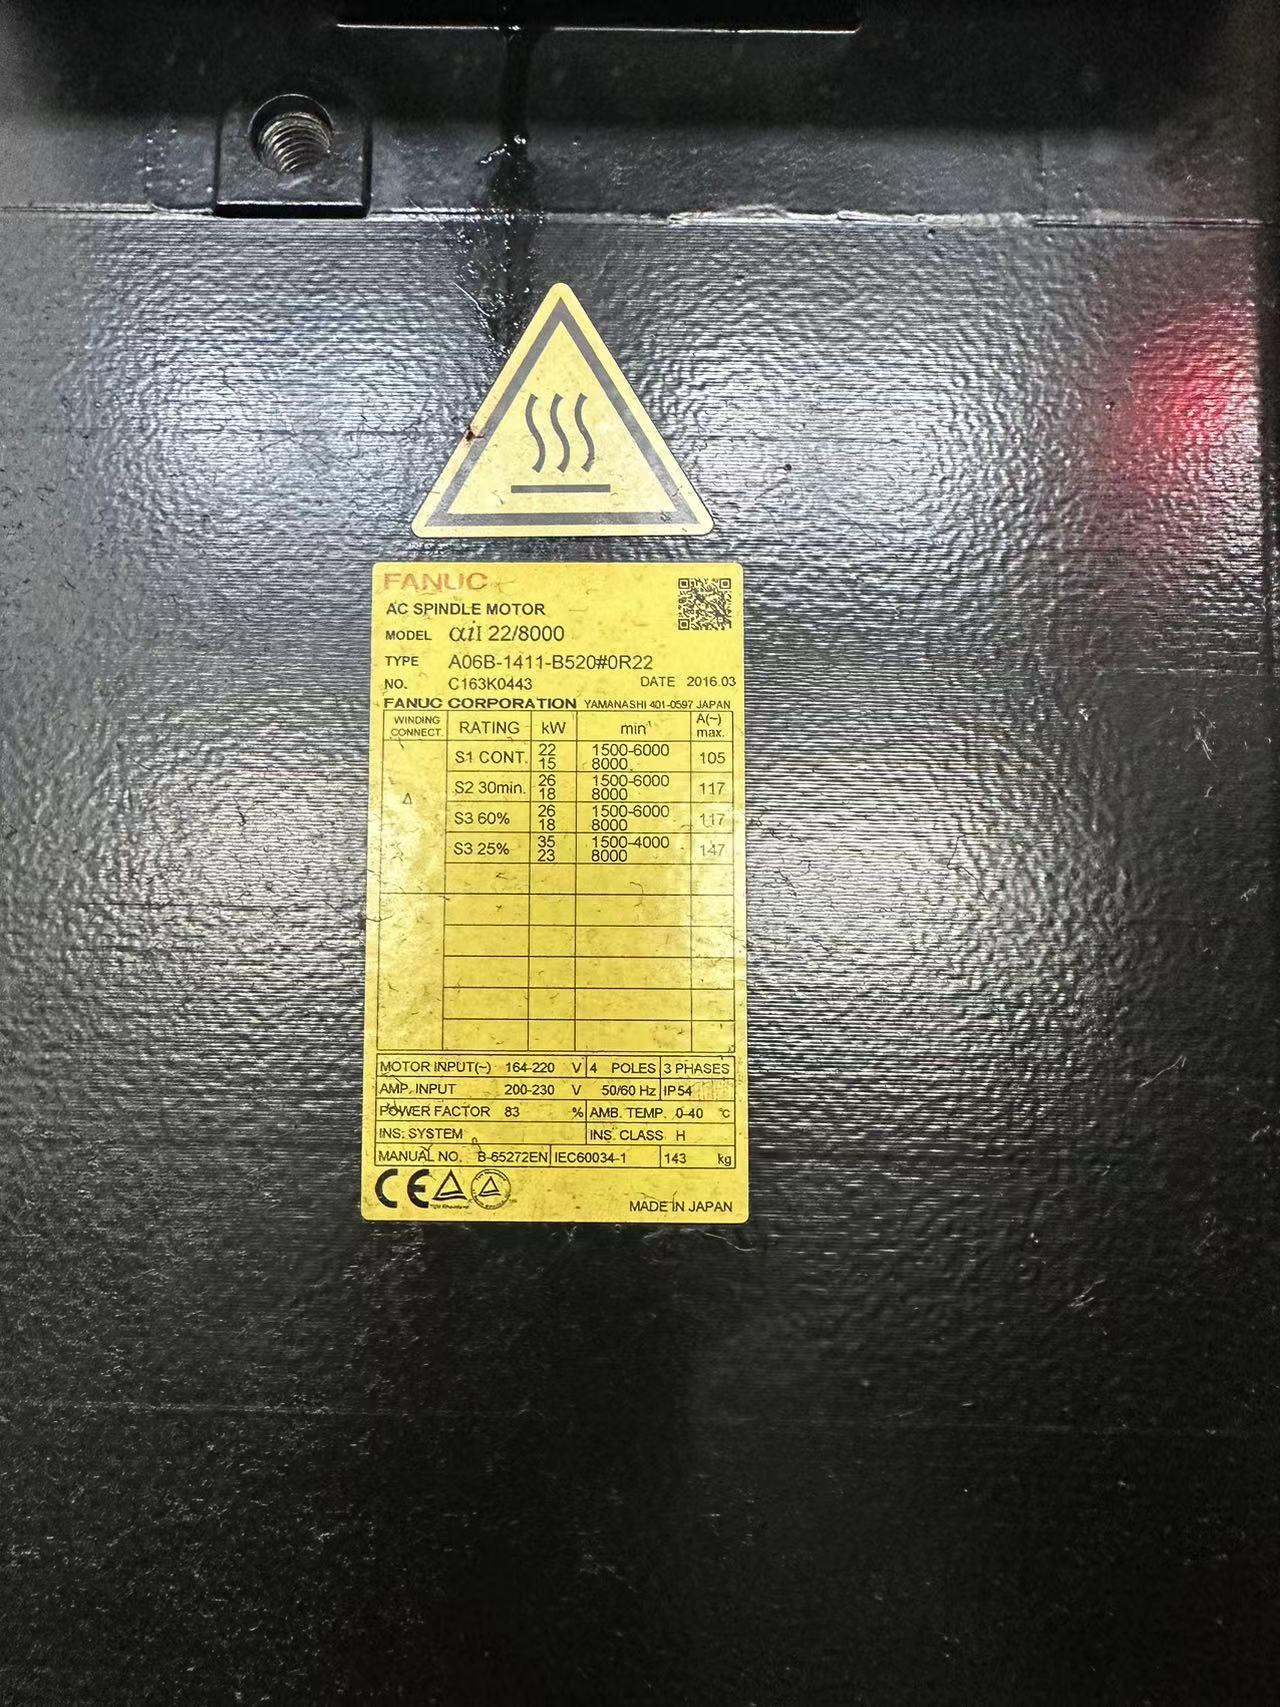 FANUC
AC SPINDLE MOTOR
MODEL αiI 22/8000
TYPE A06B-1411-B520#0R22
NO. C163K0443 DATE 2016.03
FANUC CORPORATION YAMANASHI 401-0597 JAPAN
WINDING CONNECT. RATING kW min⁻¹ A(~) max.
△ S1 CONT. 22 1500-6000 105
15 8000
S2 30min. 26 1500-6000 117
18 8000
S3 60% 26 1500-6000 117
18 8000
S3 25% 35 1500-4000 147
23 8000
MOTOR INPUT(~) 164-220 V 4 POLES 3 PHASES
AMP. INPUT 200-230 V 50/60 Hz IP54
POWER FACTOR 83 % AMB. TEMP. 0-40 °C
INS. SYSTEM INS. CLASS H
MANUAL NO. B-65272EN IEC60034-1 143 kg
CE
MADE IN JAPAN